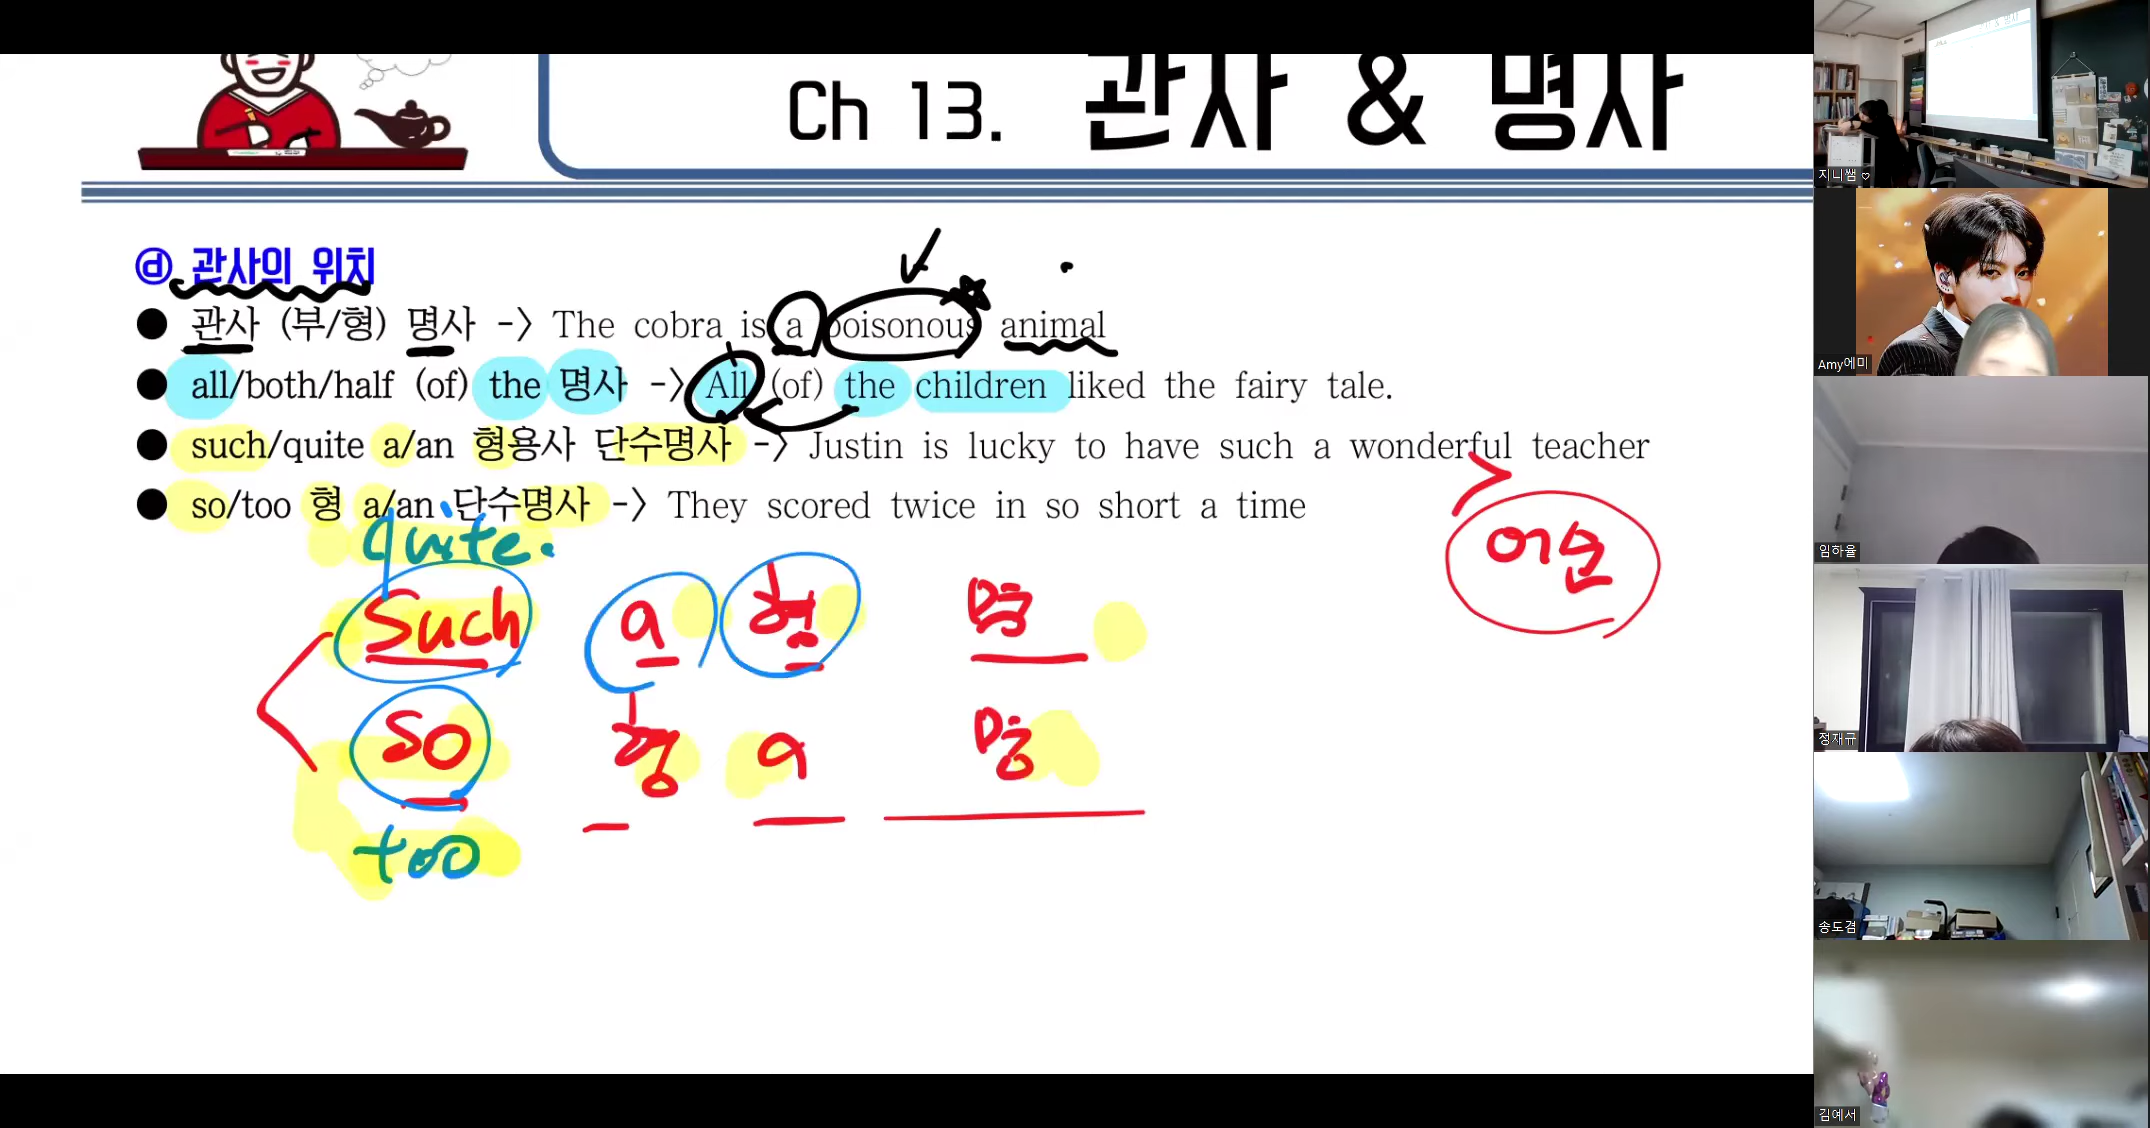 Ch 13. 관사 & 명사
ⓓ 관사의 위치
● 관사 (부/형) 명사 -> The cobra is a poisonous animal
● all/both/half (of) the 명사 -> All (of) the children liked the fairy tale.
● such/quite a/an 형용사 단수명사 -> Justin is lucky to have such a wonderful teacher
● so/too 형 a/an 단수명사 -> They scored twice in so short a time
quite.
어순
Such a 형 명
so 형 a 명
too
지니쌤 ♡
Amy에미
임하율
정재규
송도겸
김예서